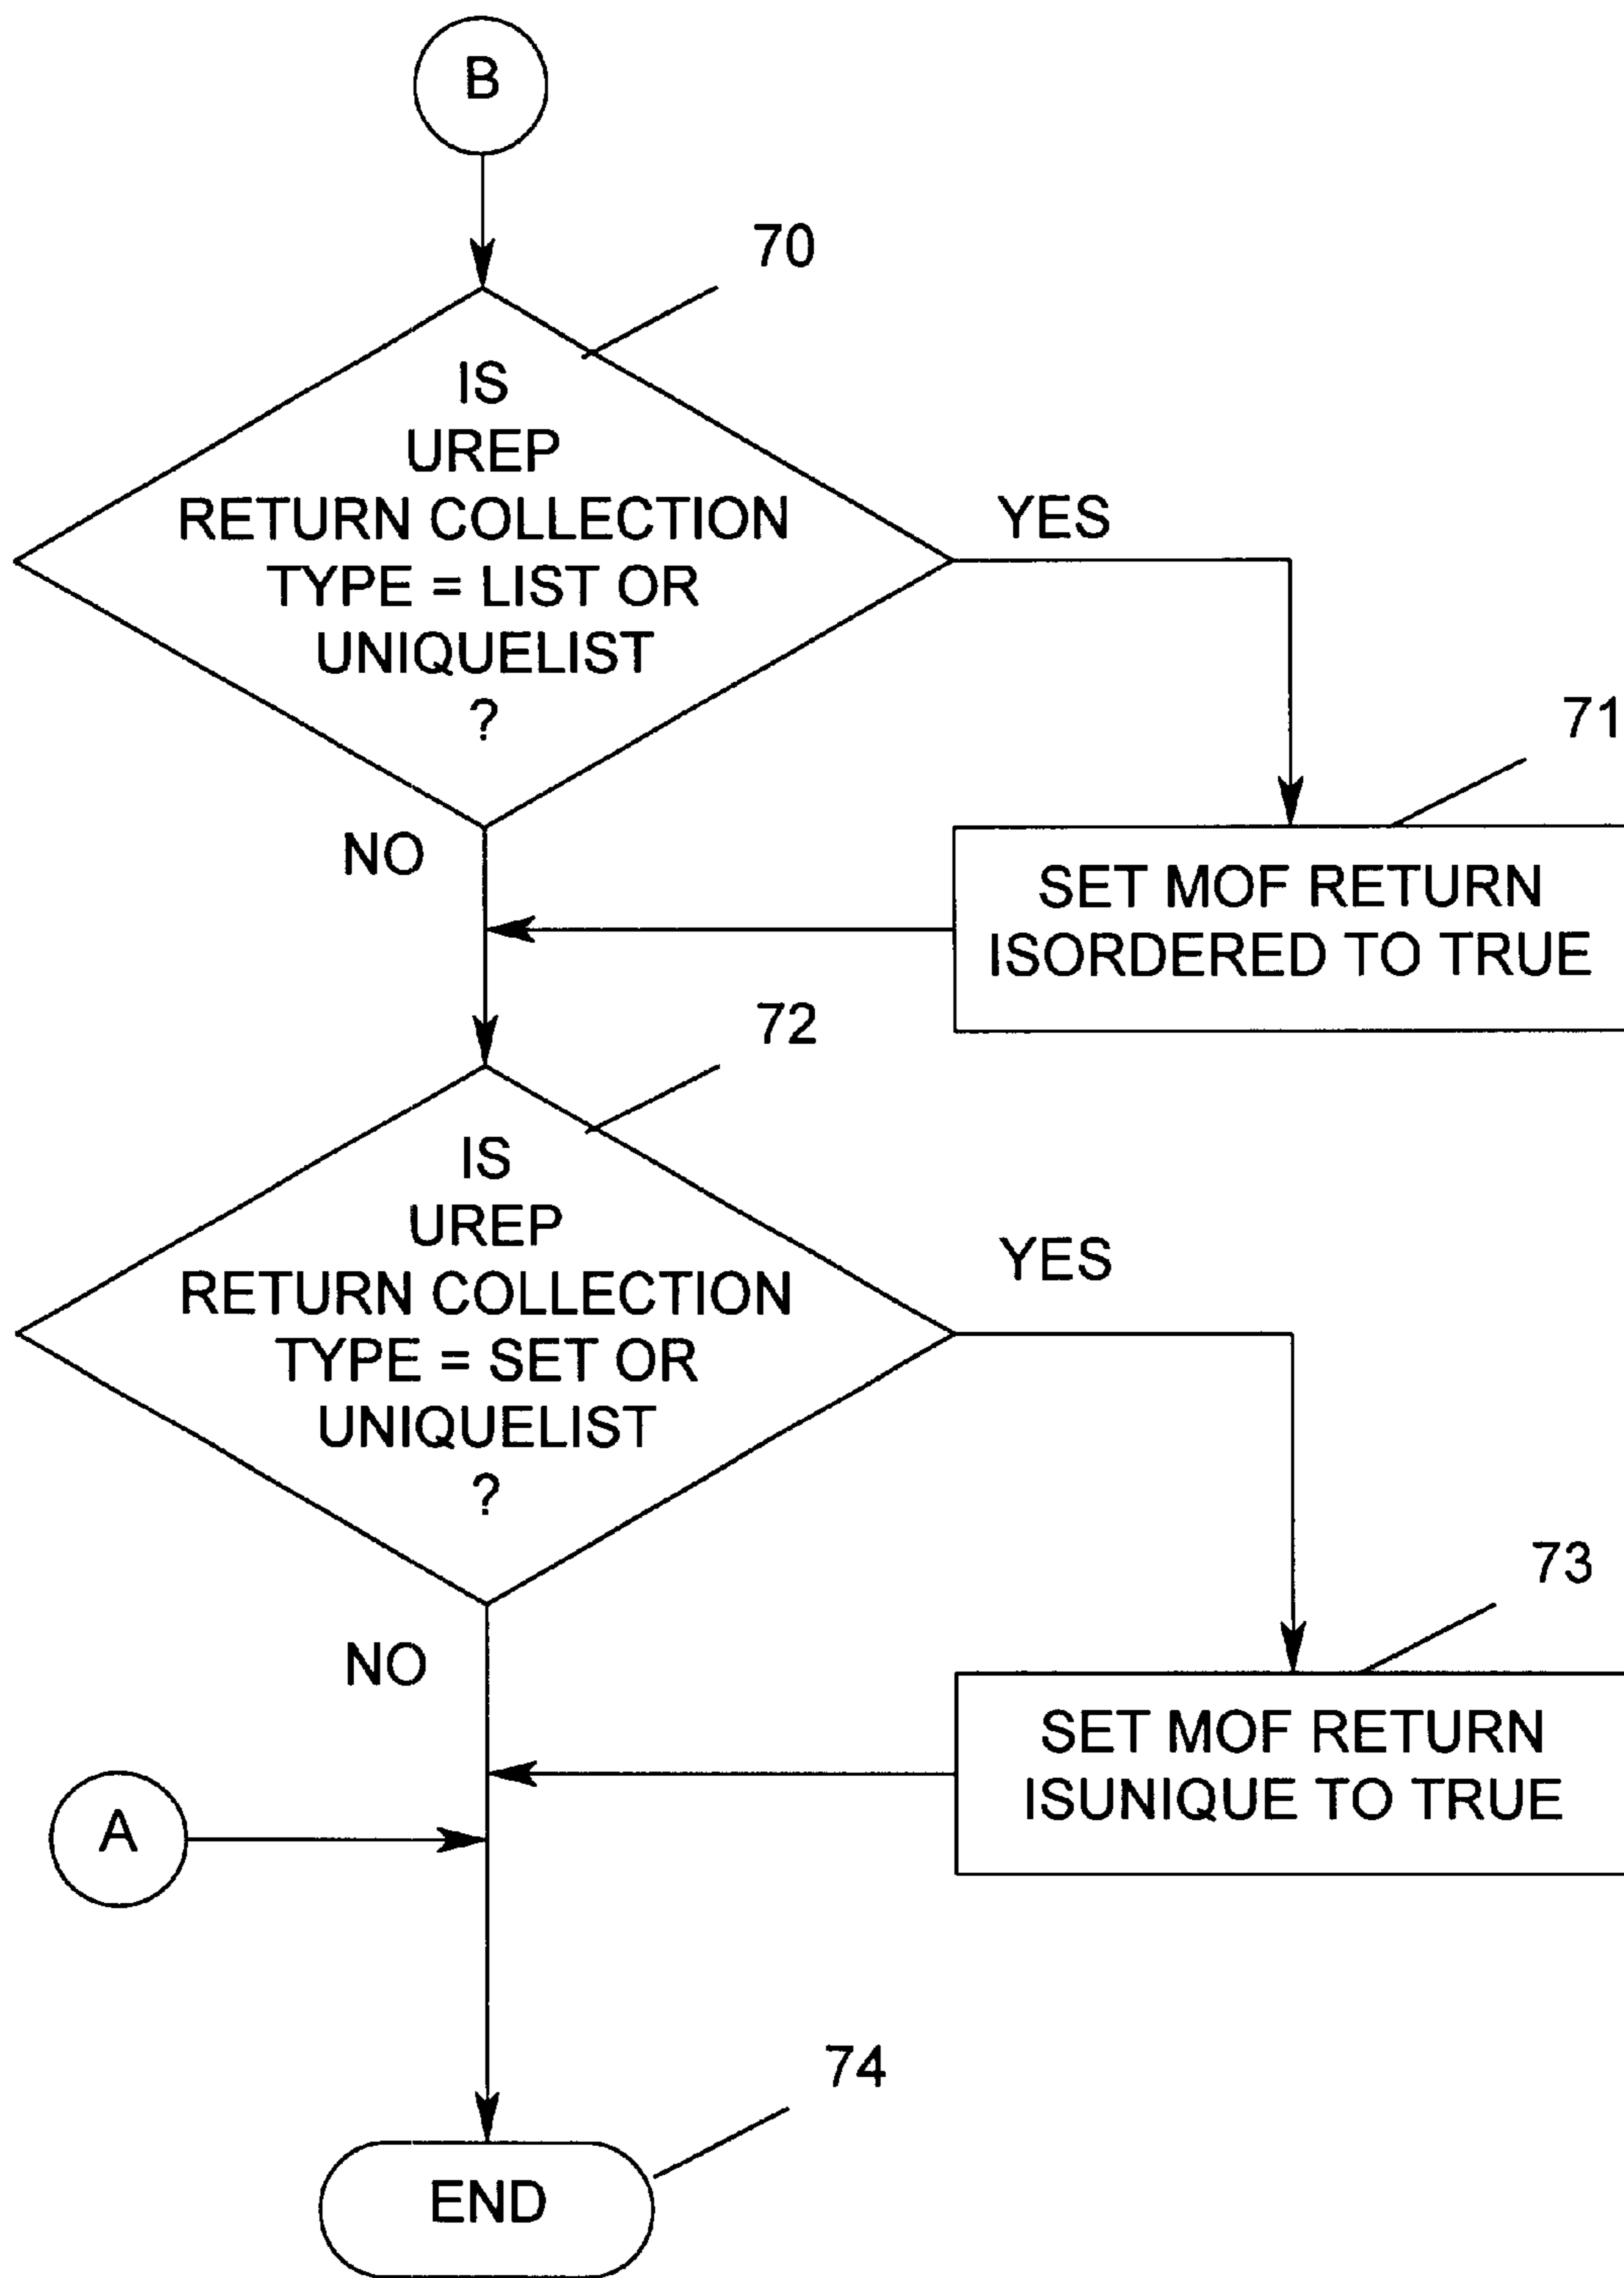 B
70
IS
UREP
RETURN COLLECTION
TYPE = LIST OR
UNIQUELIST
?
YES
NO
71
SET MOF RETURN
ISORDERED TO TRUE
72
IS
UREP
RETURN COLLECTION
TYPE = SET OR
UNIQUELIST
?
YES
NO
73
SET MOF RETURN
ISUNIQUE TO TRUE
A
74
END